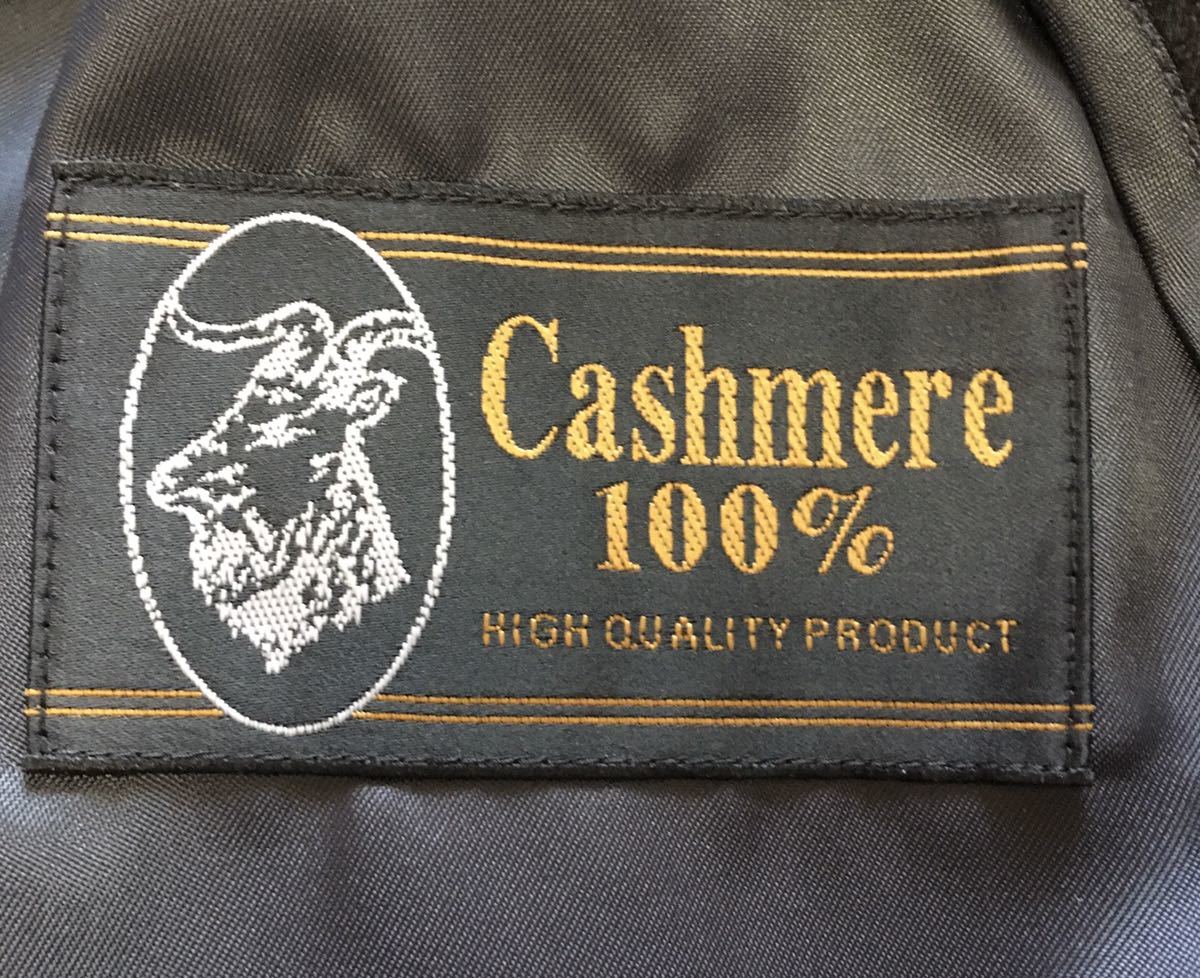 Cashmere
100%
HIGH QUALITY PRODUCT